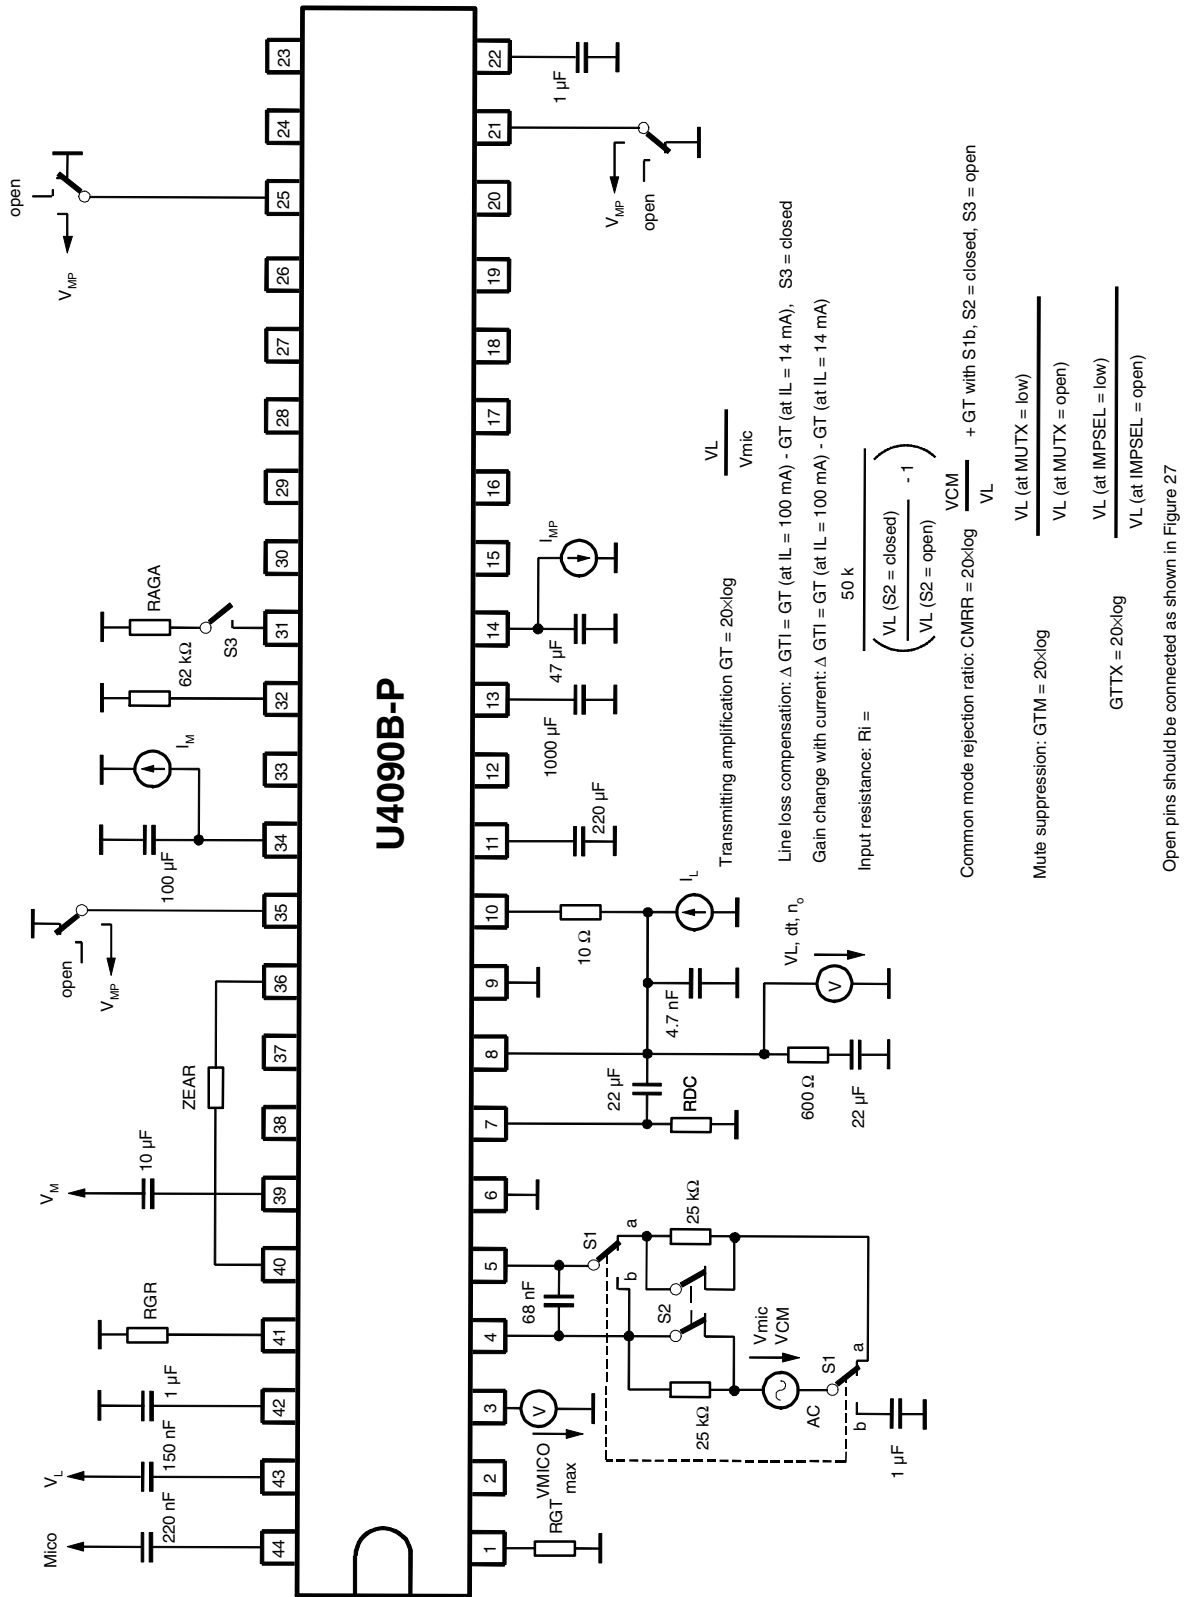 U4090B-P
44
43
42
41
40
39
38
37
36
35
34
33
32
31
30
29
28
27
26
25
24
23
1
2
3
4
5
6
7
8
9
10
11
12
13
14
15
16
17
18
19
20
21
22
Mico
220 nF
VL
150 nF
1 µF
RGR
VM
10 µF
ZEAR
open
VMP
100 µF
IM
62 kΩ
RAGA
S3
VMP
open
RGT
VMICO
max
V
68 nF
S1
a
b
S2
25 kΩ
25 kΩ
Vmic
VCM
AC
S1
a
b
1 µF
22 µF
RDC
600 Ω
22 µF
4.7 nF
10 Ω
IL
VL, dt, no
V
220 µF
1000 µF
47 µF
IMP
VMP
open
1 µF
Transmitting amplification GT = 20×log
VL
Vmic
Line loss compensation: Δ GTI = GT (at IL = 100 mA) - GT (at IL = 14 mA), S3 = closed
Gain change with current: Δ GTI = GT (at IL = 100 mA) - GT (at IL = 14 mA)
Input resistance: Ri =
50 k
( VL (S2 = closed)
VL (S2 = open) - 1 )
Common mode rejection ratio: CMRR = 20×log
VCM
VL
+ GT with S1b, S2 = closed, S3 = open
Mute suppression: GTM = 20×log
VL (at MUTX = low)
VL (at MUTX = open)
GTTX = 20×log
VL (at IMPSEL = low)
VL (at IMPSEL = open)
Open pins should be connected as shown in Figure 27